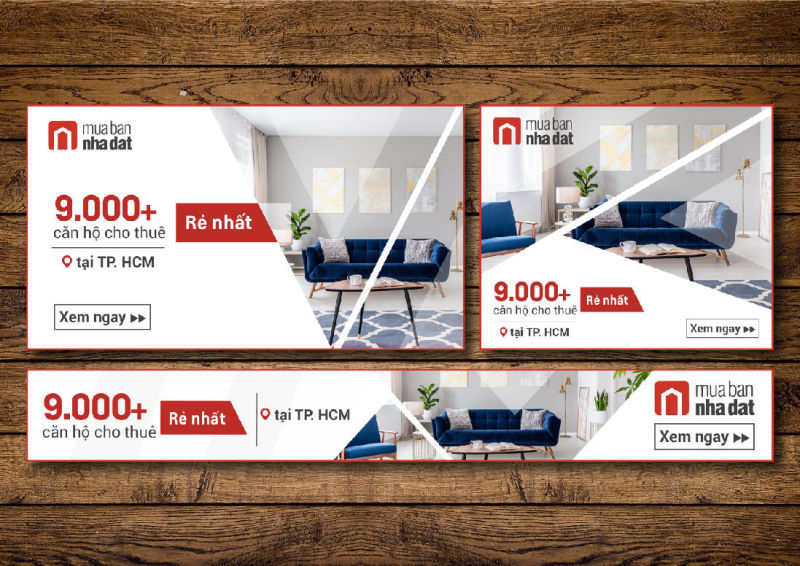 mua ban
nha dat
9.000+
căn hộ cho thuê
Rẻ nhất
tại TP. HCM
Xem ngay
mua ban
nha dat
9.000+
căn hộ cho thuê
Rẻ nhất
tại TP. HCM
Xem ngay
9.000+
căn hộ cho thuê
Rẻ nhất
tại TP. HCM
mua ban
nha dat
Xem ngay